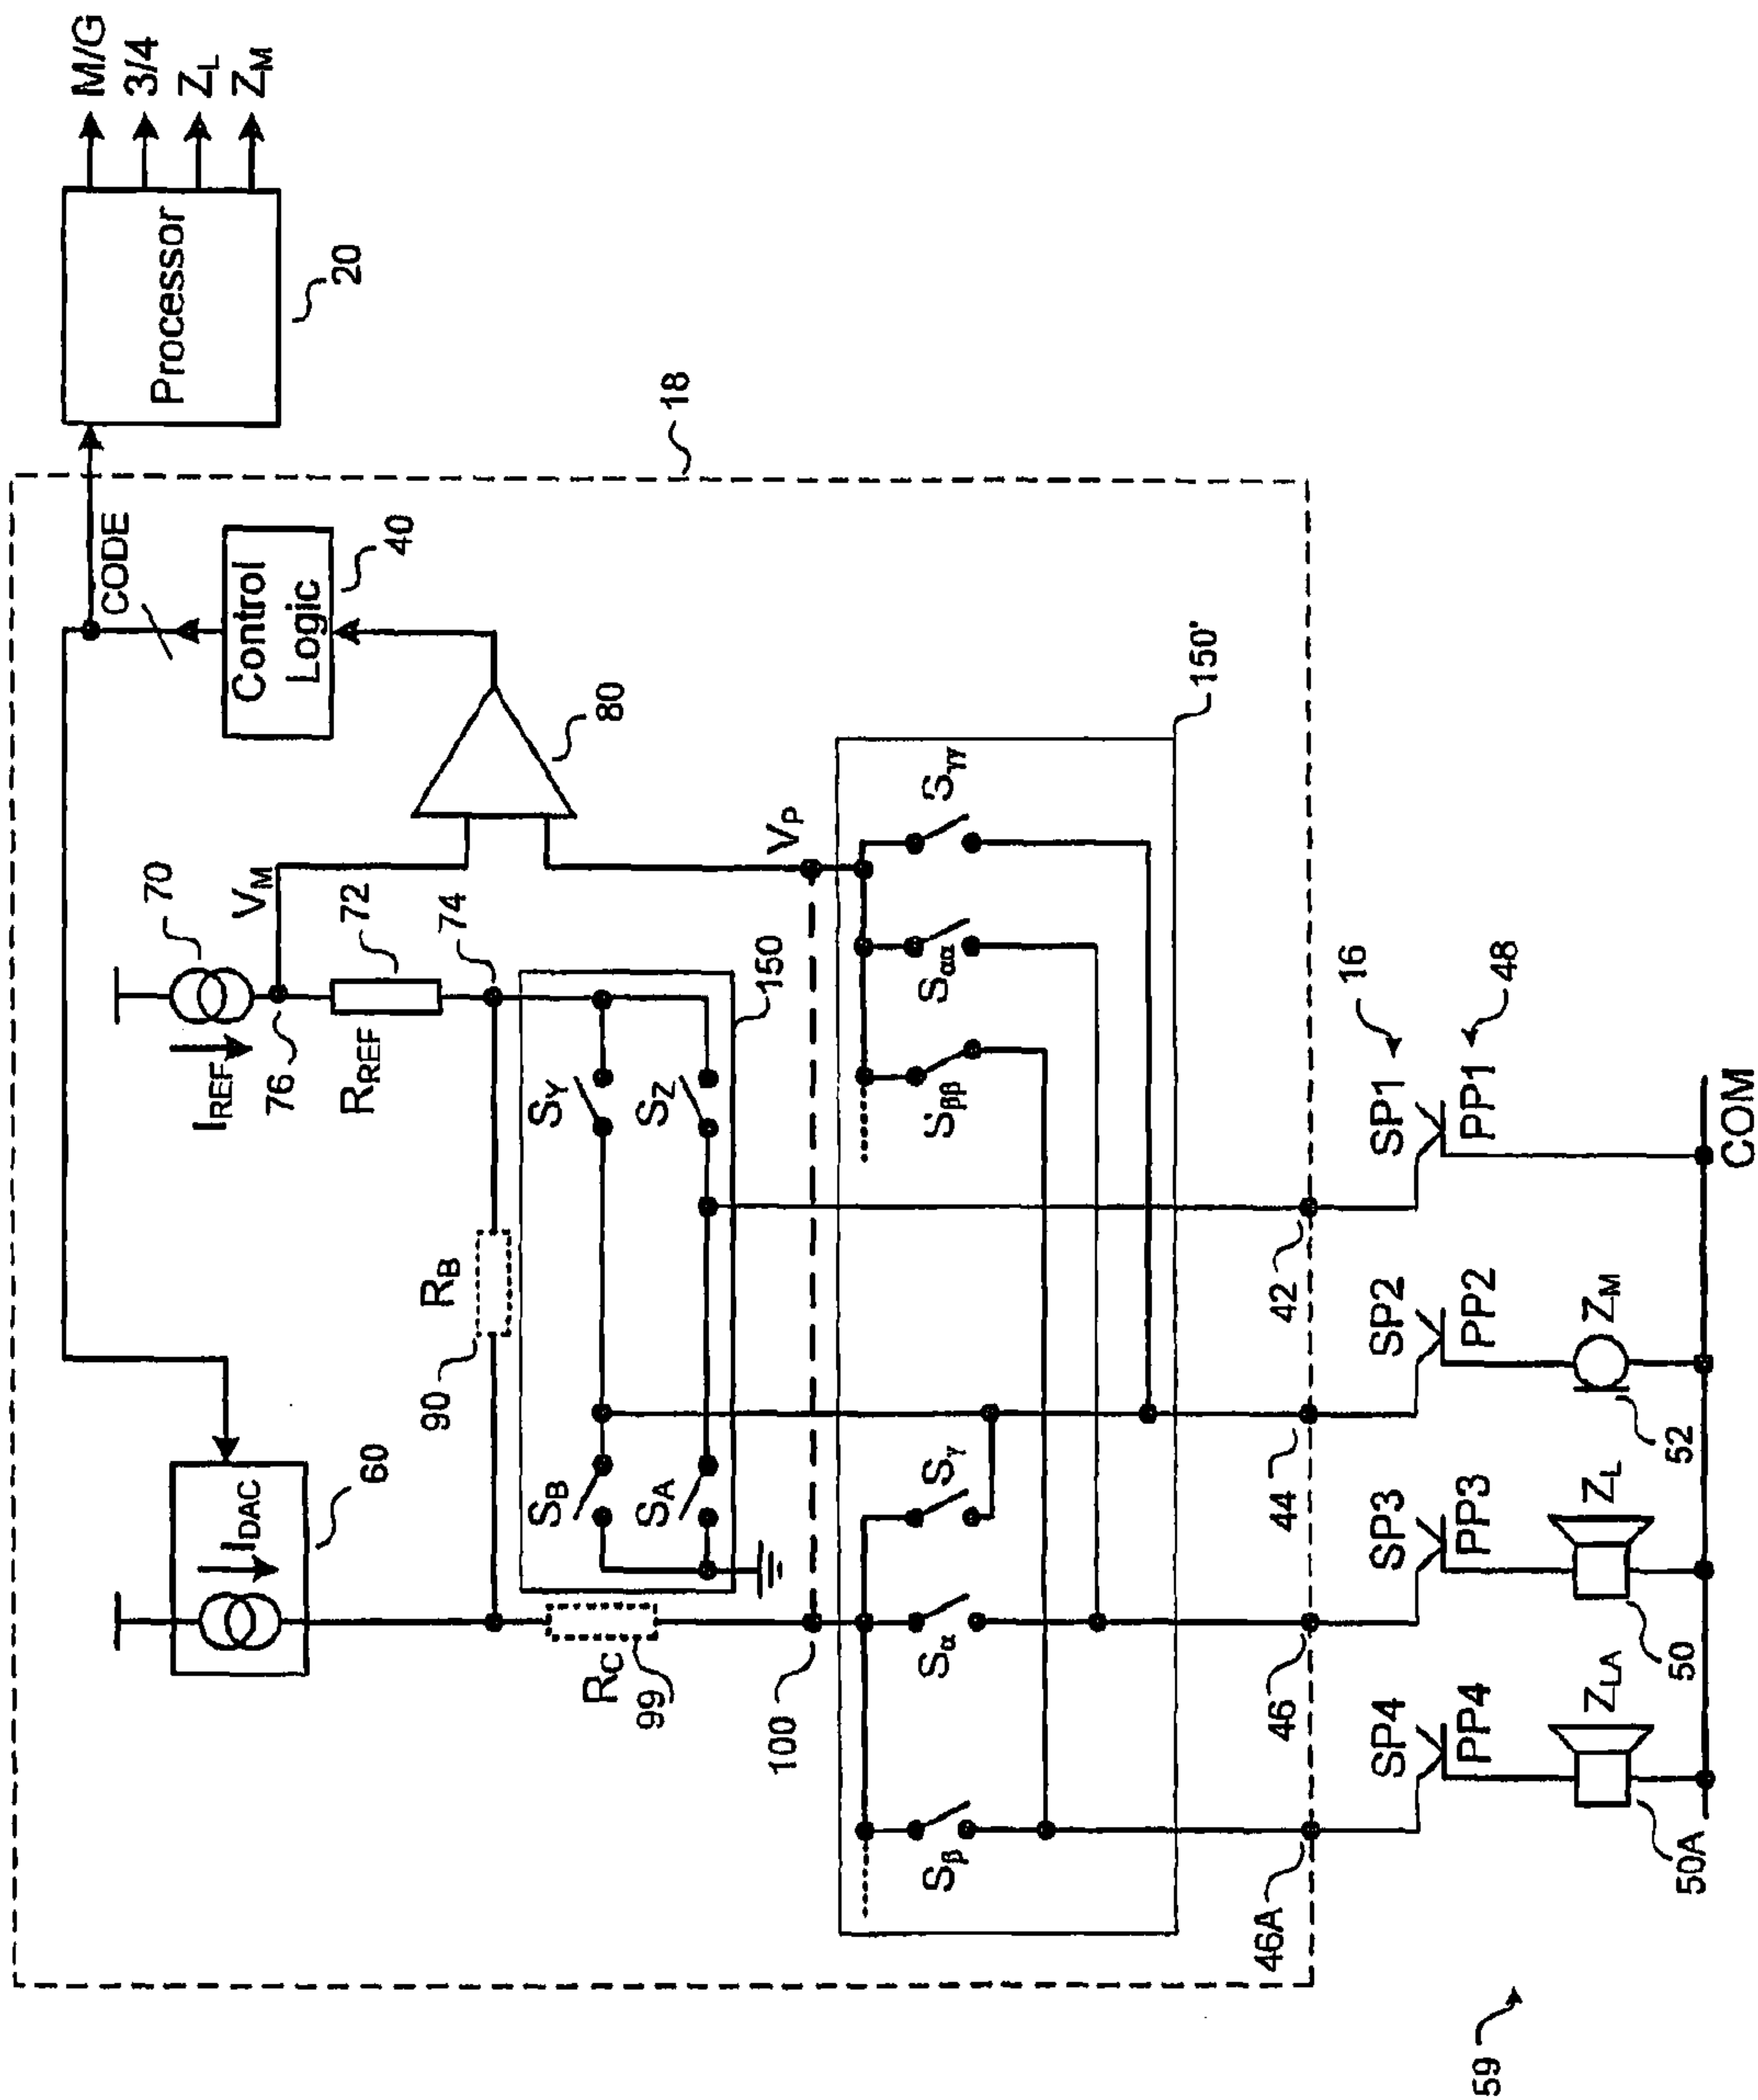 M/G
3/4
Z_L
Z_M
Processor
20
18
CODE
Control
Logic
40
80
70
V_M
I_REF
76
R_REF
72
74
V_P
I_DAC
60
R_B
90
S_Y
S_Z
S_B
S_A
150
R_C
99
100
150'
S_γγ
S_αα
S_ββ
S_γ
S_α
S_β
46A
46
44
42
16
48
SP4
SP3
SP2
SP1
PP4
PP3
PP2
PP1
Z_LA
Z_L
Z_M
50A
50
52
COM
59